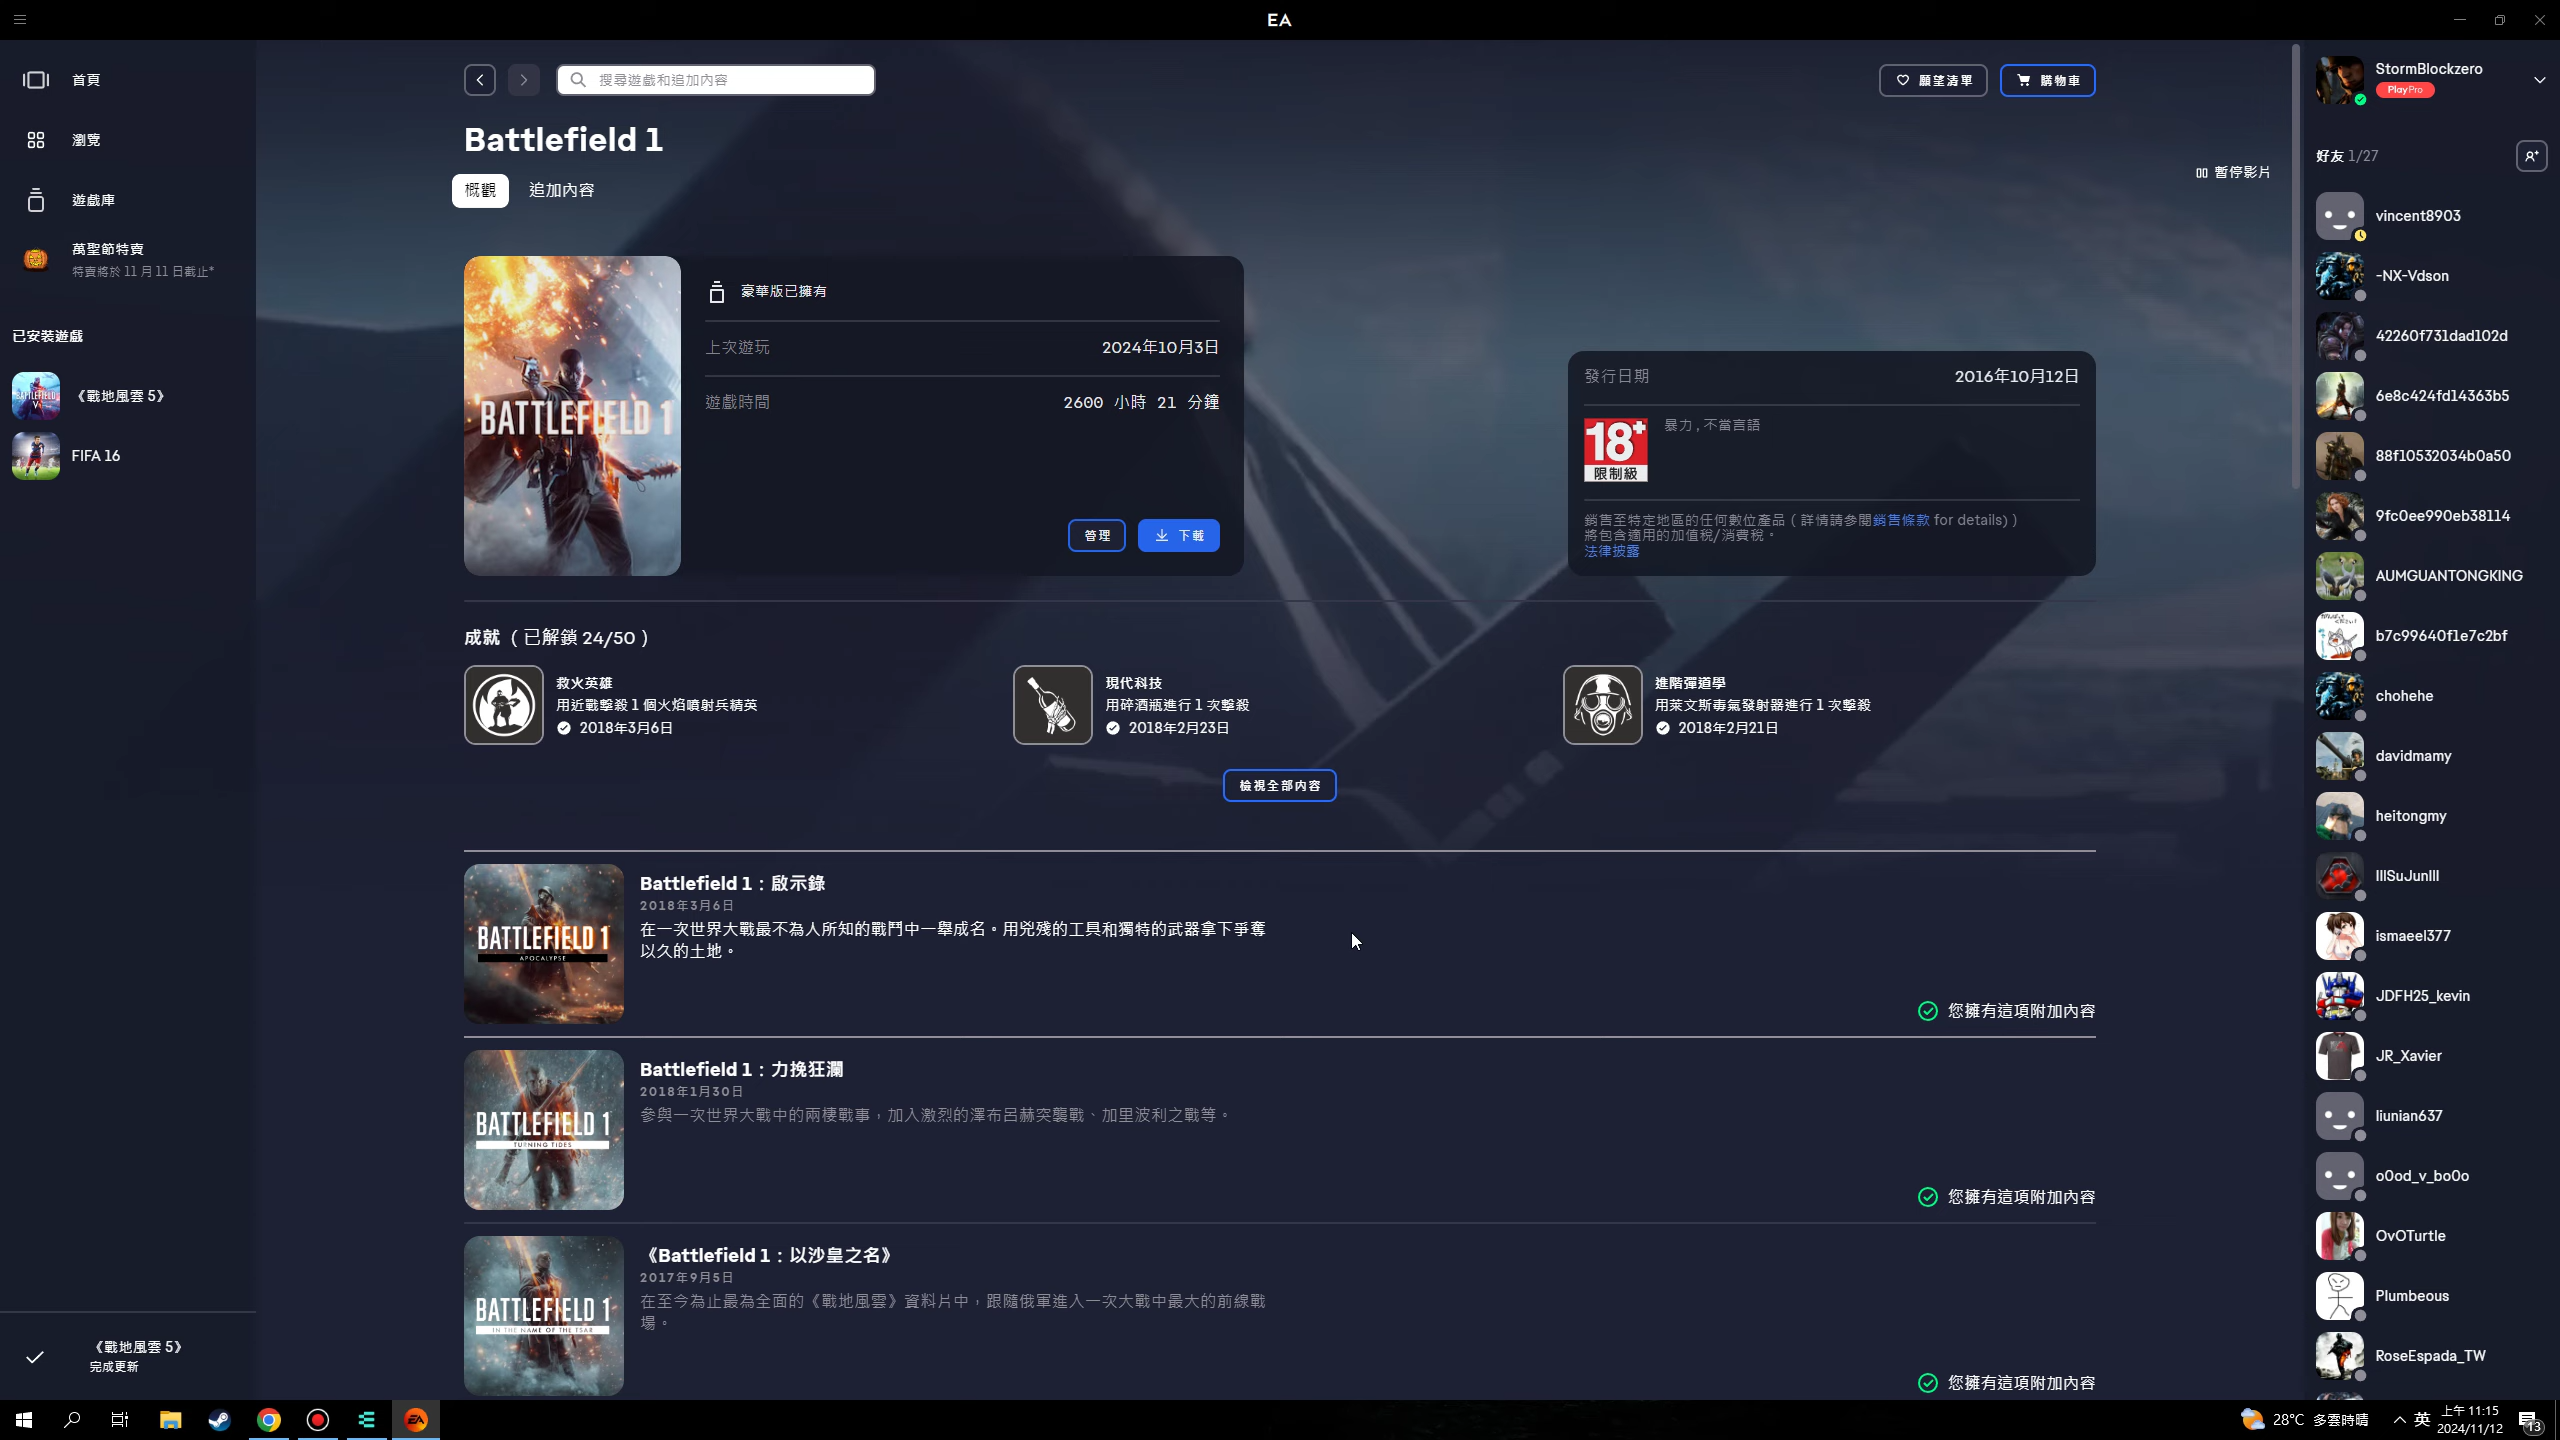 EA
首頁
瀏覽
遊戲庫
萬聖節特賣
特賣將於 11 月 11 日截止*
已安裝遊戲
《戰地風雲 5》
FIFA 16
《戰地風雲 5》
完成更新
搜尋遊戲和追加內容
願望清單
購物車
Battlefield 1
概觀
追加內容
暫停影片
BATTLEFIELD 1
豪華版已擁有
上次遊玩
2024年10月3日
遊戲時間
2600 小時 21 分鐘
管理
下載
發行日期
2016年10月12日
18+
限制級
暴力 , 不當言語
銷售至特定地區的任何數位產品 ( 詳情請參閱銷售條款 for details) )
將包含適用的加值稅/消費稅。
法律披露
成就 ( 已解鎖 24/50 )
救火英雄
用近戰擊殺 1 個火焰噴射兵精英
2018年3月6日
現代科技
用碎酒瓶進行 1 次擊殺
2018年2月23日
進階彈道學
用萊文斯毒氣發射器進行 1 次擊殺
2018年2月21日
檢視全部內容
BATTLEFIELD 1
APOCALYPSE
Battlefield 1：啟示錄
2018年3月6日
在一次世界大戰最不為人所知的戰鬥中一舉成名。用兇殘的工具和獨特的武器拿下爭奪
以久的土地。
您擁有這項附加內容
BATTLEFIELD 1
TURNING TIDES
Battlefield 1：力挽狂瀾
2018年1月30日
參與一次世界大戰中的兩棲戰事，加入激烈的澤布呂赫突襲戰、加里波利之戰等。
您擁有這項附加內容
BATTLEFIELD 1
IN THE NAME OF THE TSAR
《Battlefield 1：以沙皇之名》
2017年9月5日
在至今為止最為全面的《戰地風雲》資料片中，跟隨俄軍進入一次大戰中最大的前線戰
場。
您擁有這項附加內容
StormBlockzero
Play Pro
好友 1/27
vincent8903
-NX-Vdson
42260f731dad102d
6e8c424fd14363b5
88f10532034b0a50
9fc0ee990eb38114
AUMGUANTONGKING
b7c99640f1e7c2bf
chohehe
davidmamy
heitongmy
lIlSuJunlIl
ismaeel377
JDFH25_kevin
JR_Xavier
liunian637
o0od_v_bo0o
OvOTurtle
Plumbeous
RoseEspada_TW
28°C 多雲時晴
英
上午 11:15
2024/11/12
13